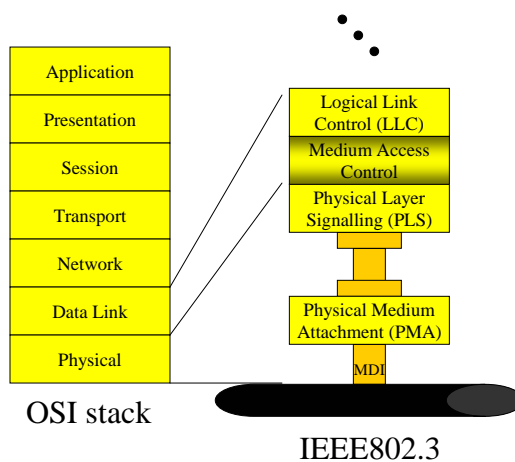 Application
Presentation
Session
Transport
Network
Data Link
Physical
OSI stack
Logical Link
Control (LLC)
Medium Access
Control
Physical Layer
Signalling (PLS)
Physical Medium
Attachment (PMA)
MDI
IEEE802.3